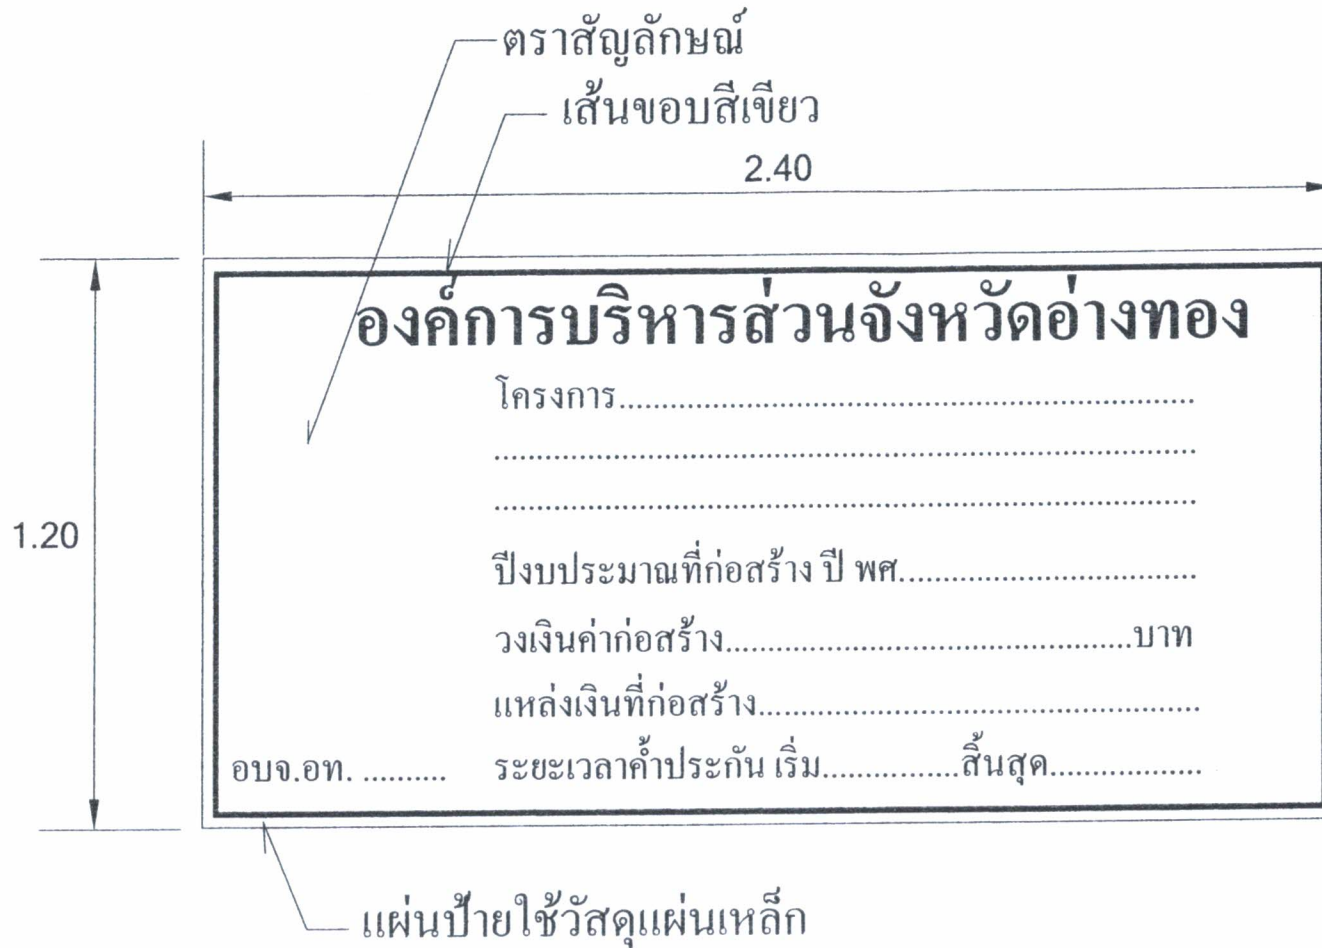 ตราสัญลักษณ์
เส้นขอบสีเขียว
2.40
องค์การบริหารส่วนจังหวัดอ่างทอง
โครงการ......................................................................
......................................................................
......................................................................
1.20
ปีงบประมาณที่ก่อสร้าง ปี พศ...................................
วงเงินค่าก่อสร้าง.................................................บาท
แหล่งเงินที่ก่อสร้าง.....................................................
อบจ.อท. .......... ระยะเวลาค้ำประกัน เริ่ม................สิ้นสุด..................
แผ่นป้ายใช้วัสดุแผ่นเหล็ก